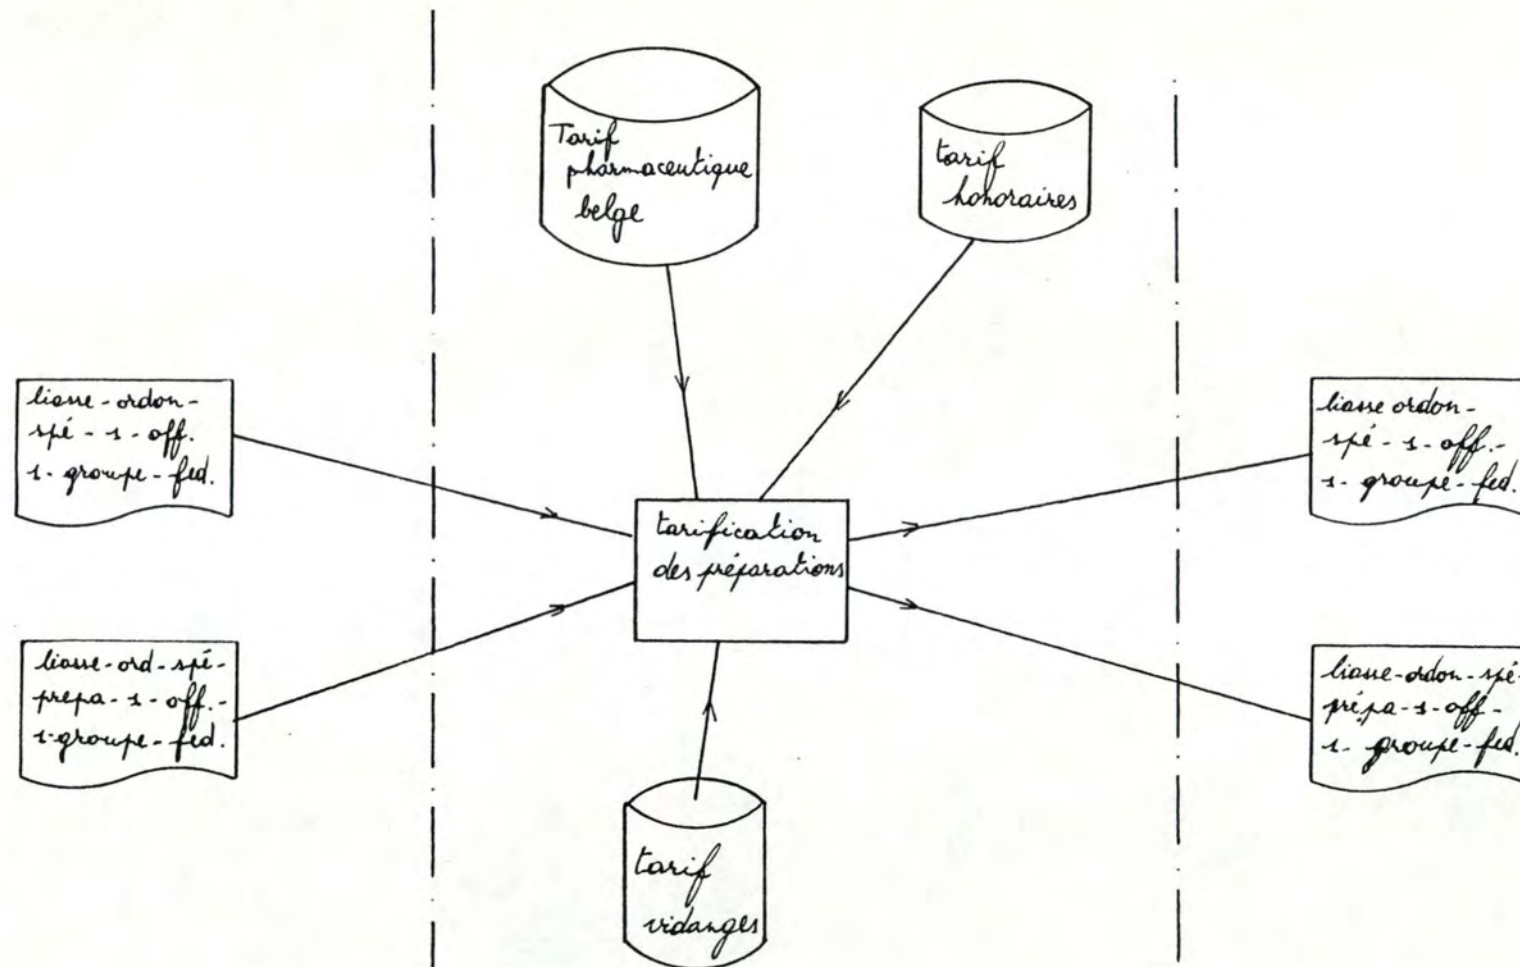 Tarif
pharmaceutique
belge
tarif
honoraires
liasse-ordon-
spé-1-off.
1-groupe-fed.
liasse-ord-spé-
prepa-1-off.-
1-groupe-fed.
tarification
des préparations
liasse ordon-
spé-1-off.-
1-groupe-fed.
liasse-ordon-spé-
prépa-1-off-
1-groupe-fed.
tarif
vidanges